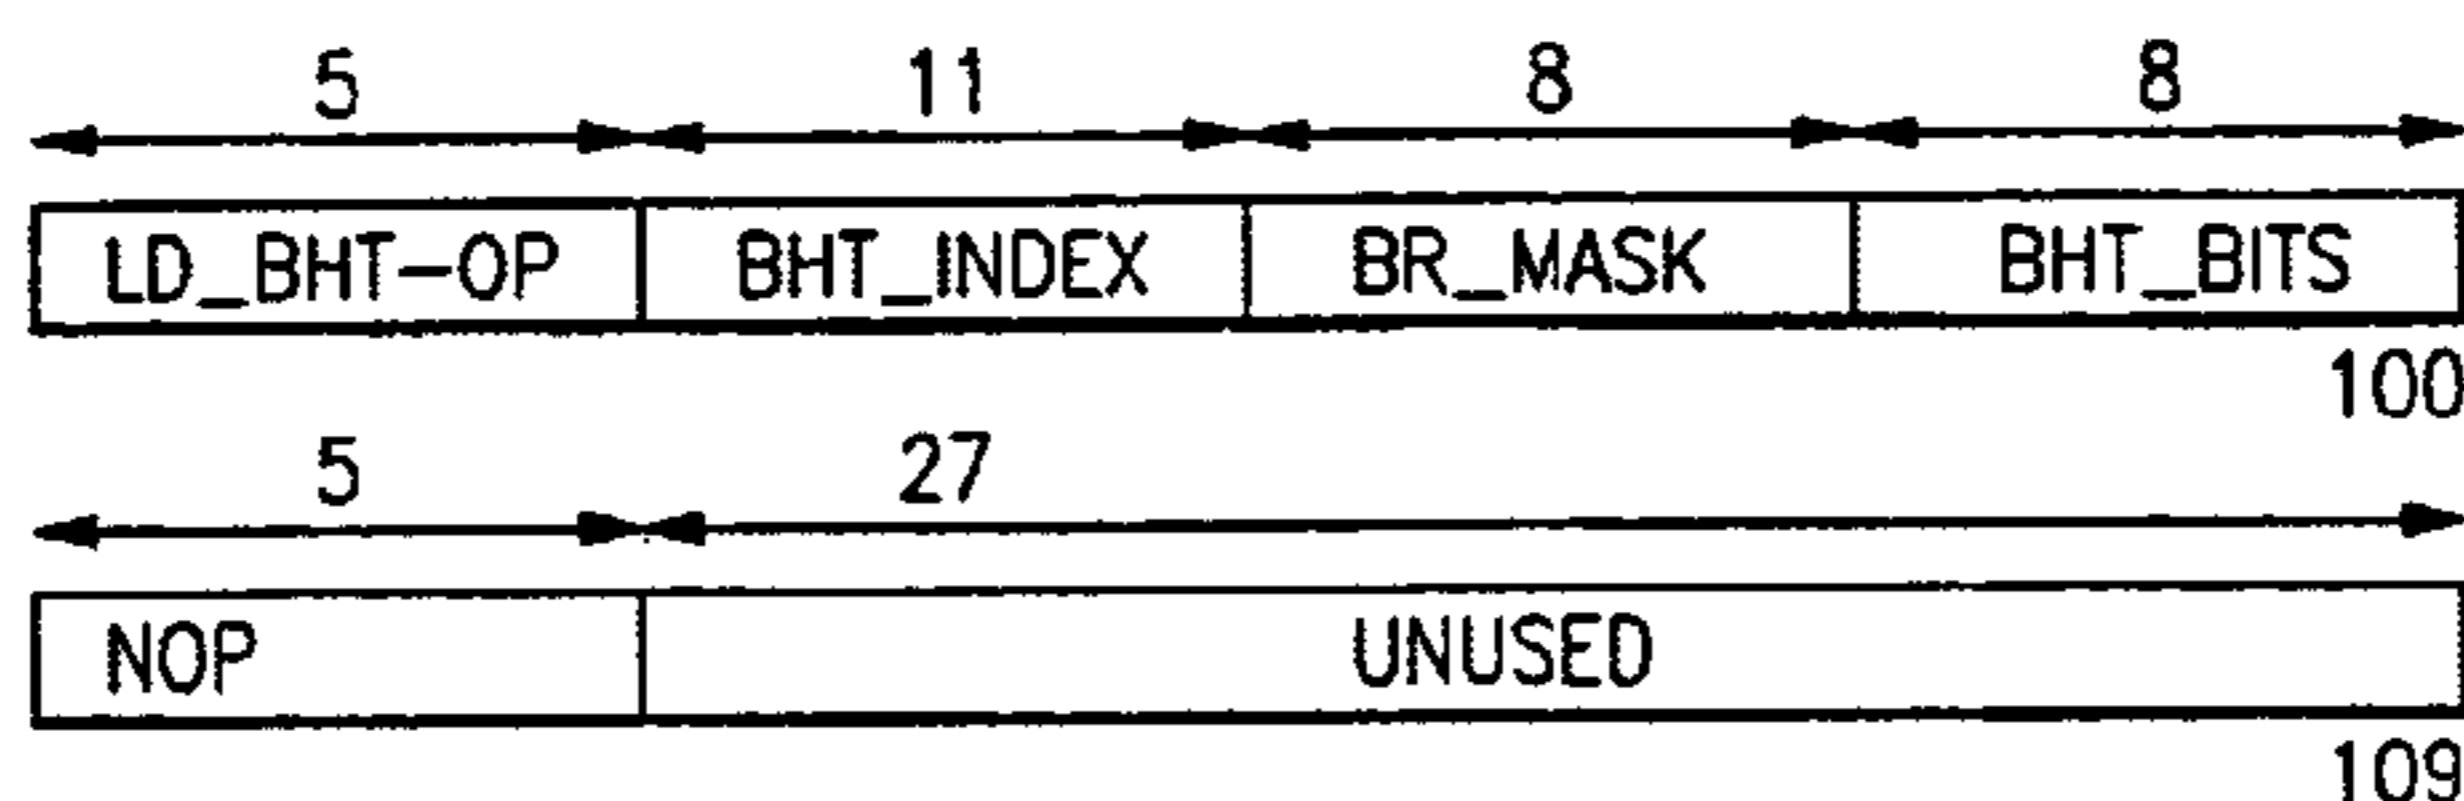 5 11 8 8
LD_BHT-OP BHT_INDEX BR_MASK BHT_BITS
100
5 27
NOP UNUSED
109